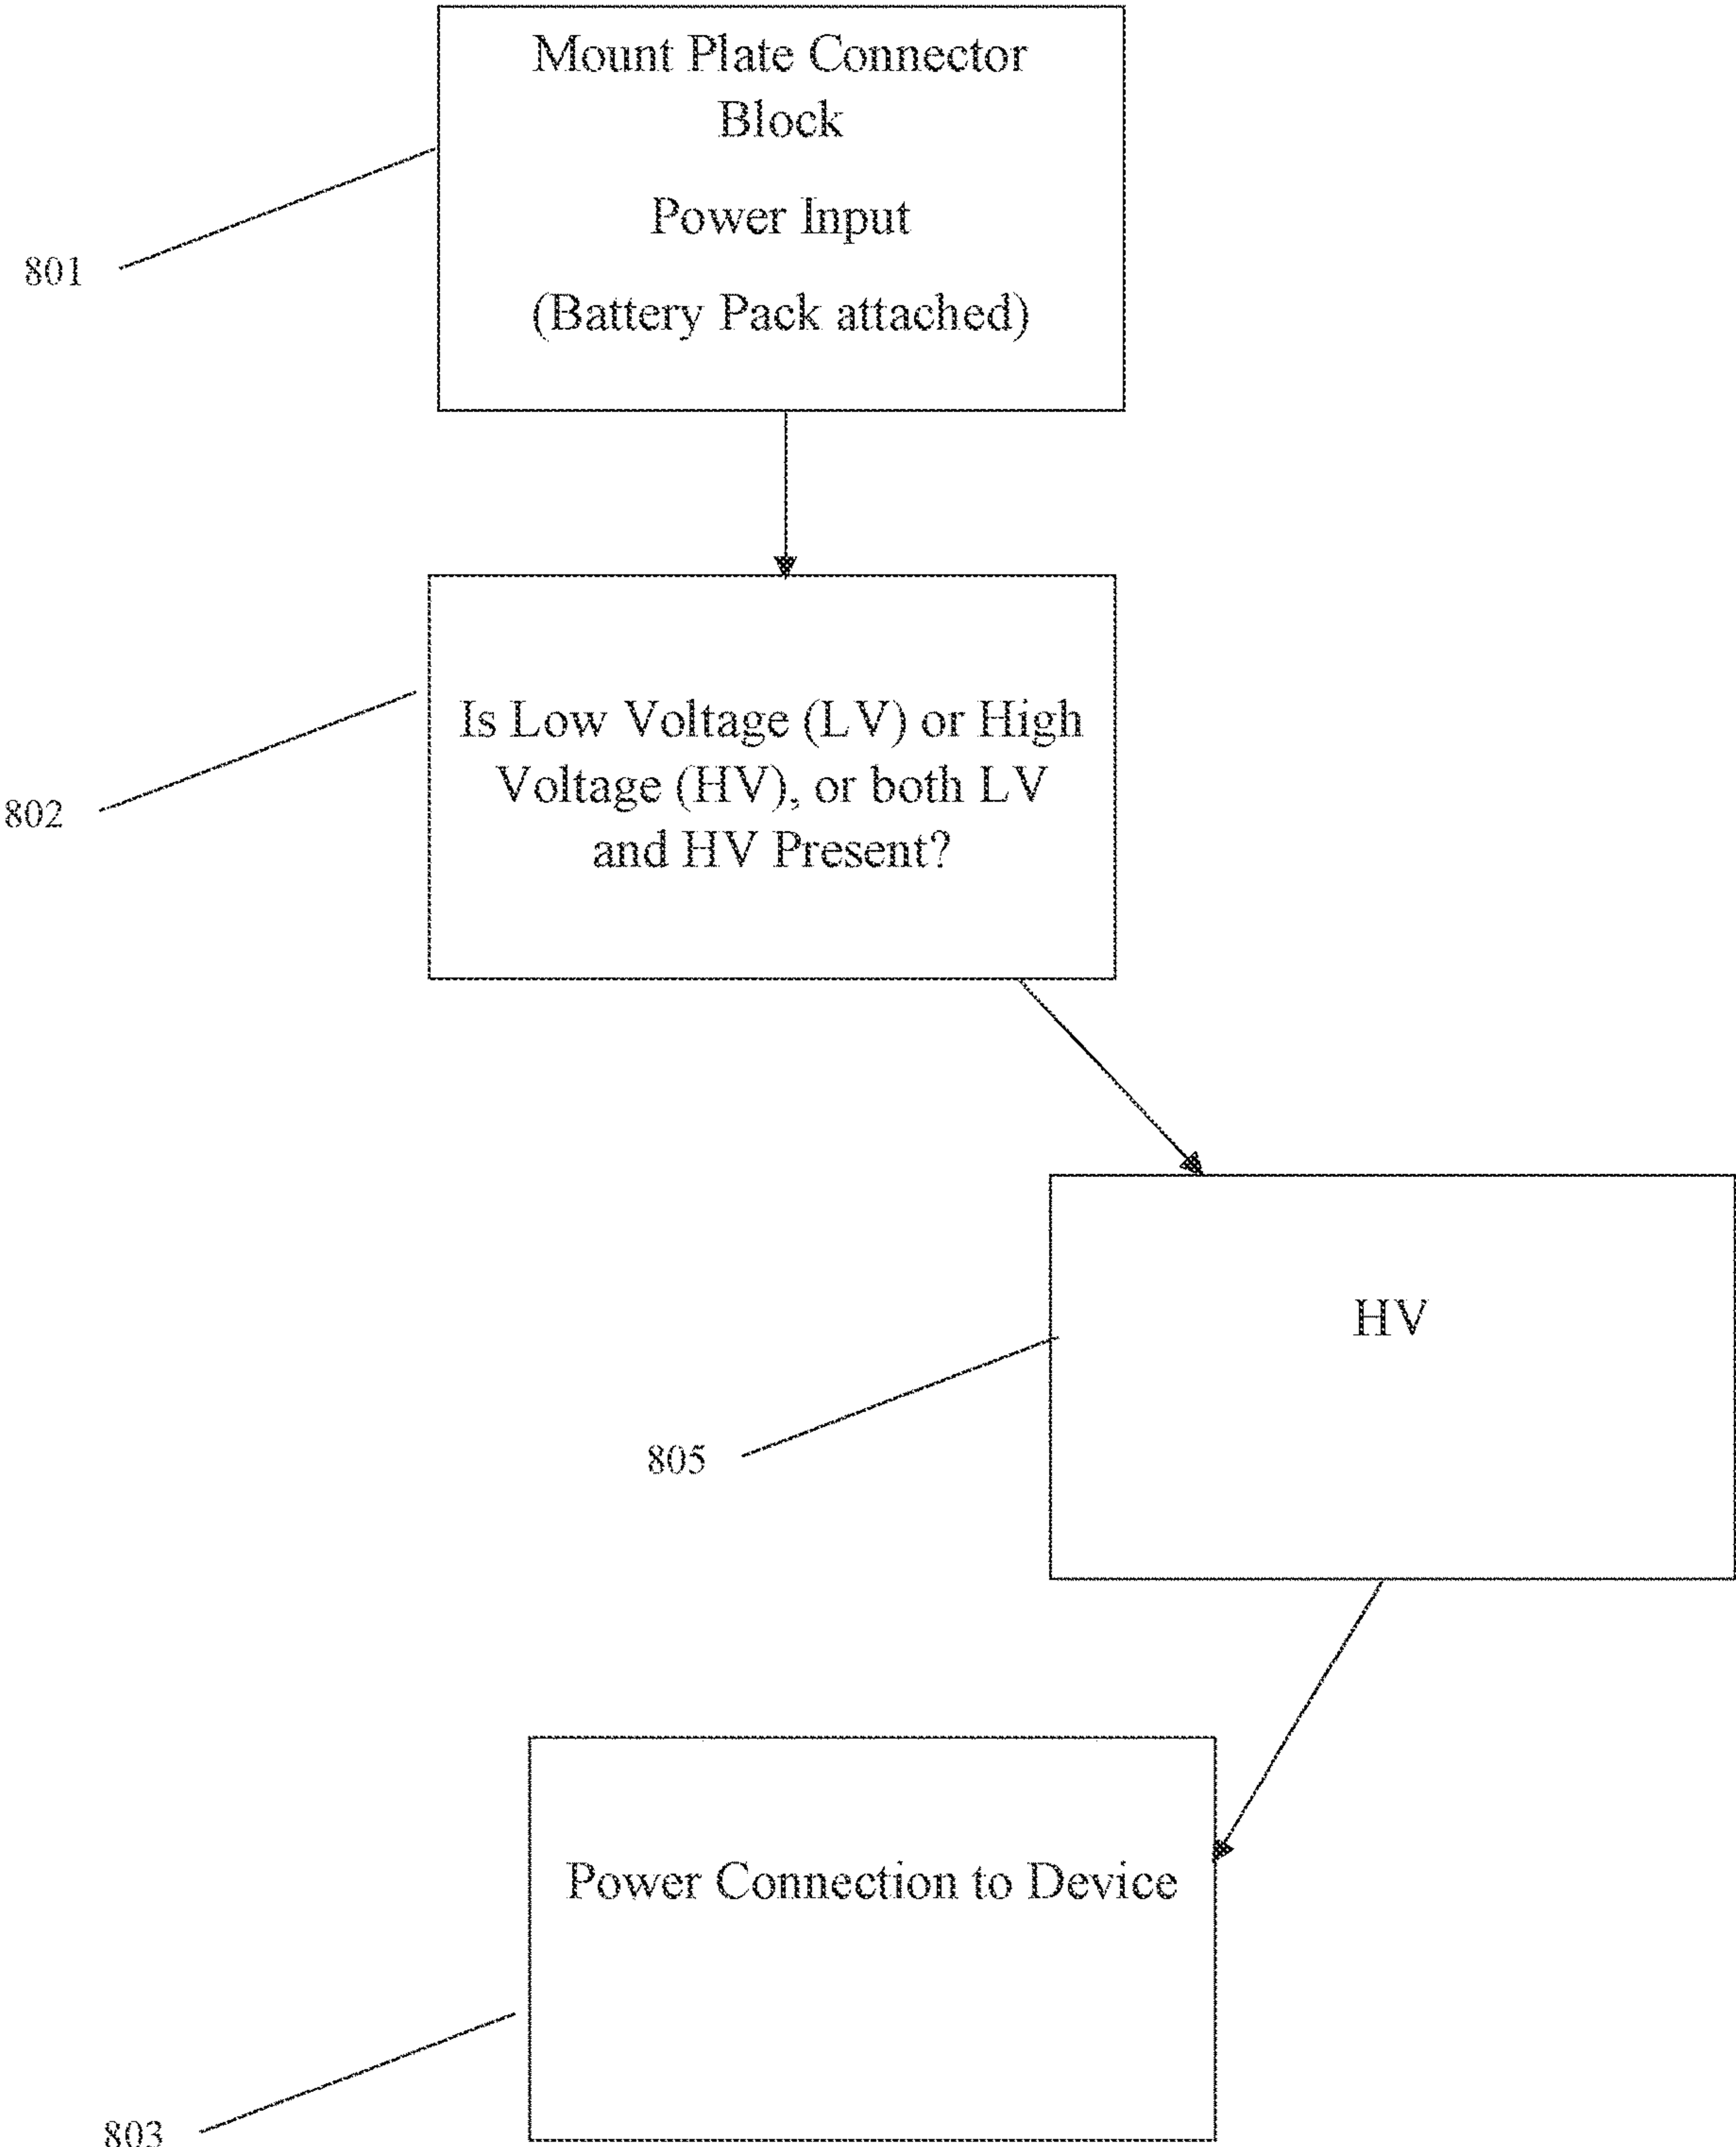 Mount Plate Connector
Block
Power Input
(Battery Pack attached)
801
Is Low Voltage (LV) or High
Voltage (HV), or both LV
and HV Present?
802
HV
805
Power Connection to Device
803